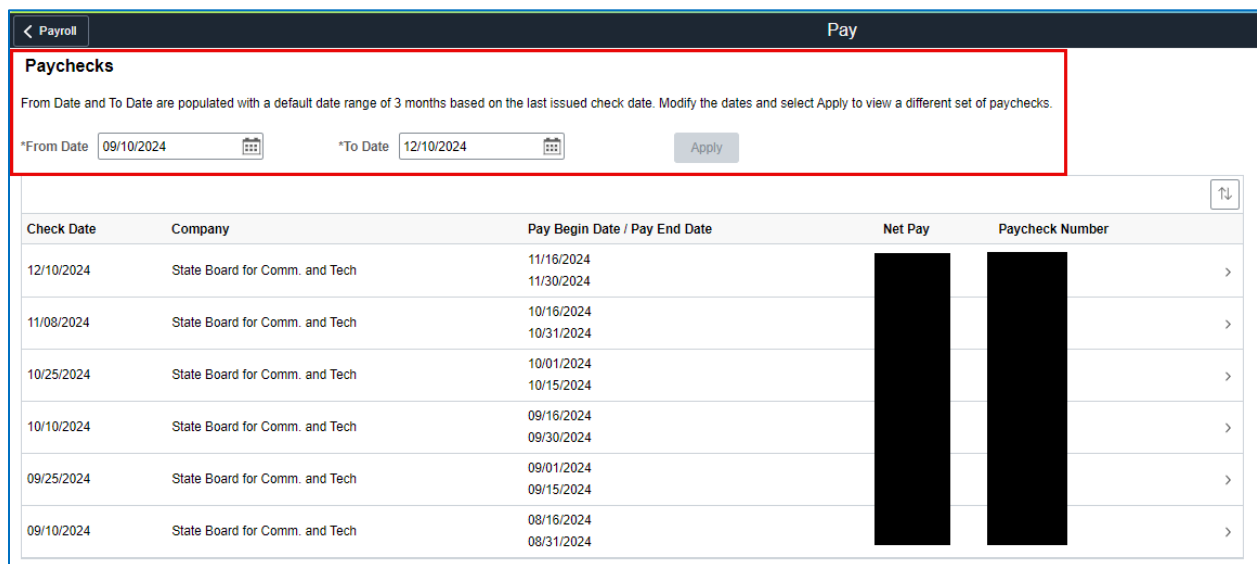 Payroll
Pay
Paychecks
From Date and To Date are populated with a default date range of 3 months based on the last issued check date. Modify the dates and select Apply to view a different set of paychecks.
*From Date 09/10/2024 *To Date 12/10/2024 Apply
Check Date Company Pay Begin Date / Pay End Date Net Pay Paycheck Number
12/10/2024 State Board for Comm. and Tech 11/16/2024
11/30/2024
11/08/2024 State Board for Comm. and Tech 10/16/2024
10/31/2024
10/25/2024 State Board for Comm. and Tech 10/01/2024
10/15/2024
10/10/2024 State Board for Comm. and Tech 09/16/2024
09/30/2024
09/25/2024 State Board for Comm. and Tech 09/01/2024
09/15/2024
09/10/2024 State Board for Comm. and Tech 08/16/2024
08/31/2024